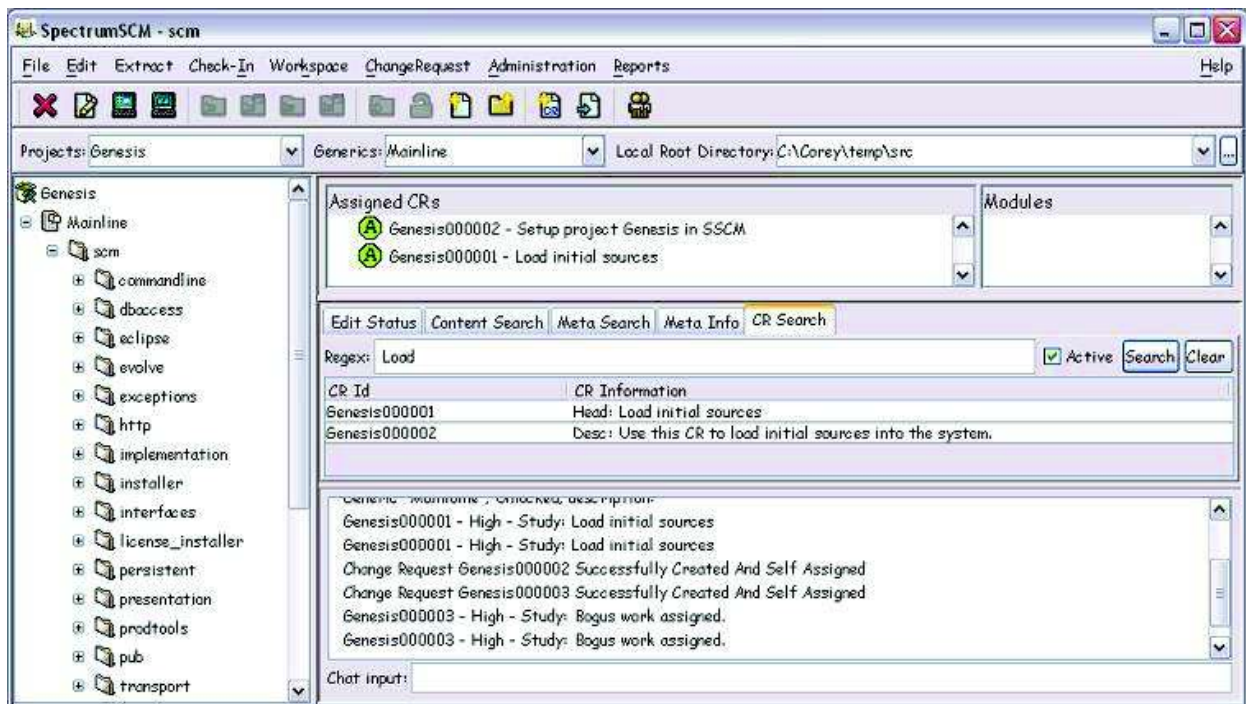 SpectrumSCM - scm
File Edit Extract Check-In Workspace ChangeRequest Administration Reports Help
Projects: Genesis Generics: Mainline Local Root Directory: C:\Corey\temp\src ...
Genesis
Mainline
scm
commandline
dbaccess
eclipse
evolve
exceptions
http
implementation
installer
interfaces
license_installer
persistent
presentation
prodtools
pub
transport
Assigned CRs
A Genesis000002 - Setup project Genesis in SSCM
A Genesis000001 - Load initial sources
Modules
Edit Status Content Search Meta Search Meta Info CR Search
Regex: Load Active Search Clear
CR Id CR Information
Genesis000001 Head: Load initial sources
Genesis000002 Desc: Use this CR to load initial sources into the system.
Genesis000001 - High - Study: Load initial sources
Genesis000001 - High - Study: Load initial sources
Change Request Genesis000002 Successfully Created And Self Assigned
Change Request Genesis000003 Successfully Created And Self Assigned
Genesis000003 - High - Study: Bogus work assigned.
Genesis000003 - High - Study: Bogus work assigned.
Chat input: